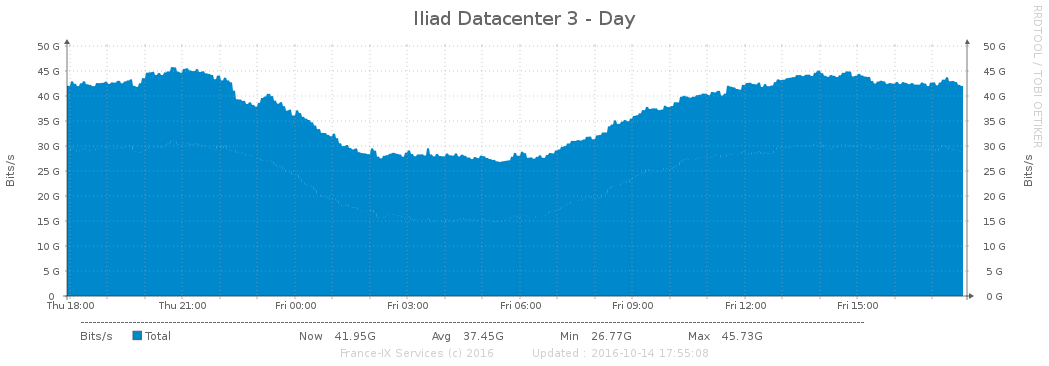 Iliad Datacenter 3 - Day
RRDTOOL / TOBI OETIKER
Bits/s
50 G
45 G
40 G
35 G
30 G
25 G
20 G
15 G
10 G
5 G
0
50 G
45 G
40 G
35 G
30 G
25 G
20 G
15 G
10 G
5 G
0 G
Bits/s
Thu 18:00 Thu 21:00 Fri 00:00 Fri 03:00 Fri 06:00 Fri 09:00 Fri 12:00 Fri 15:00
Bits/s Total Now 41.95G Avg 37.45G Min 26.77G Max 45.73G
France-IX Services (c) 2016 Updated : 2016-10-14 17:55:08